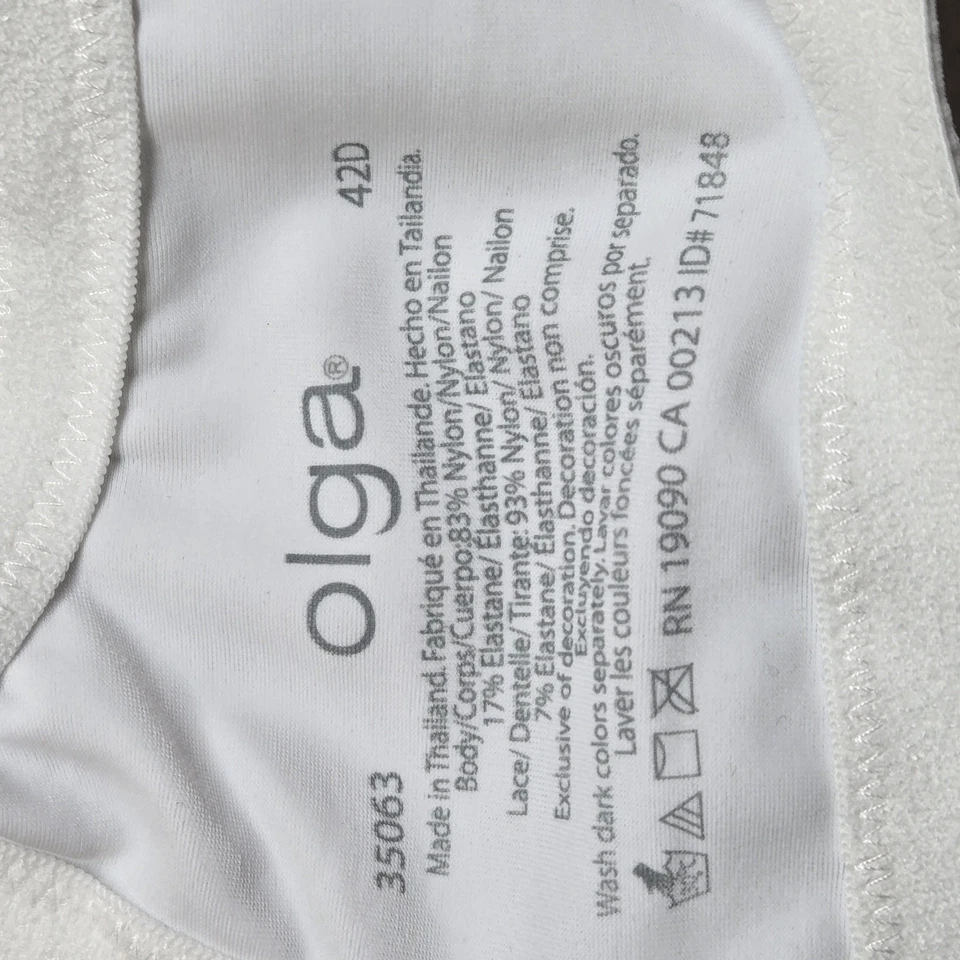 35063 olga® 42D
Made in Thailand. Fabriqué en Thaïlande. Hecho en Tailandia.
Body/Corps/Cuerpo:83% Nylon/Nylon/Nailon
17% Elastane/ Élasthanne/ Elastano
Lace/ Dentelle/ Tirante: 93% Nylon/ Nylon/ Nailon
7% Elastane/ Élasthanne/ Elastano
Exclusive of decoration. Decoration non comprise.
Excluyendo decoración.
Wash dark colors separately. Lavar colores oscuros por separado.
Laver les couleurs foncées séparément.
RN 19090 CA 00213 ID# 71848